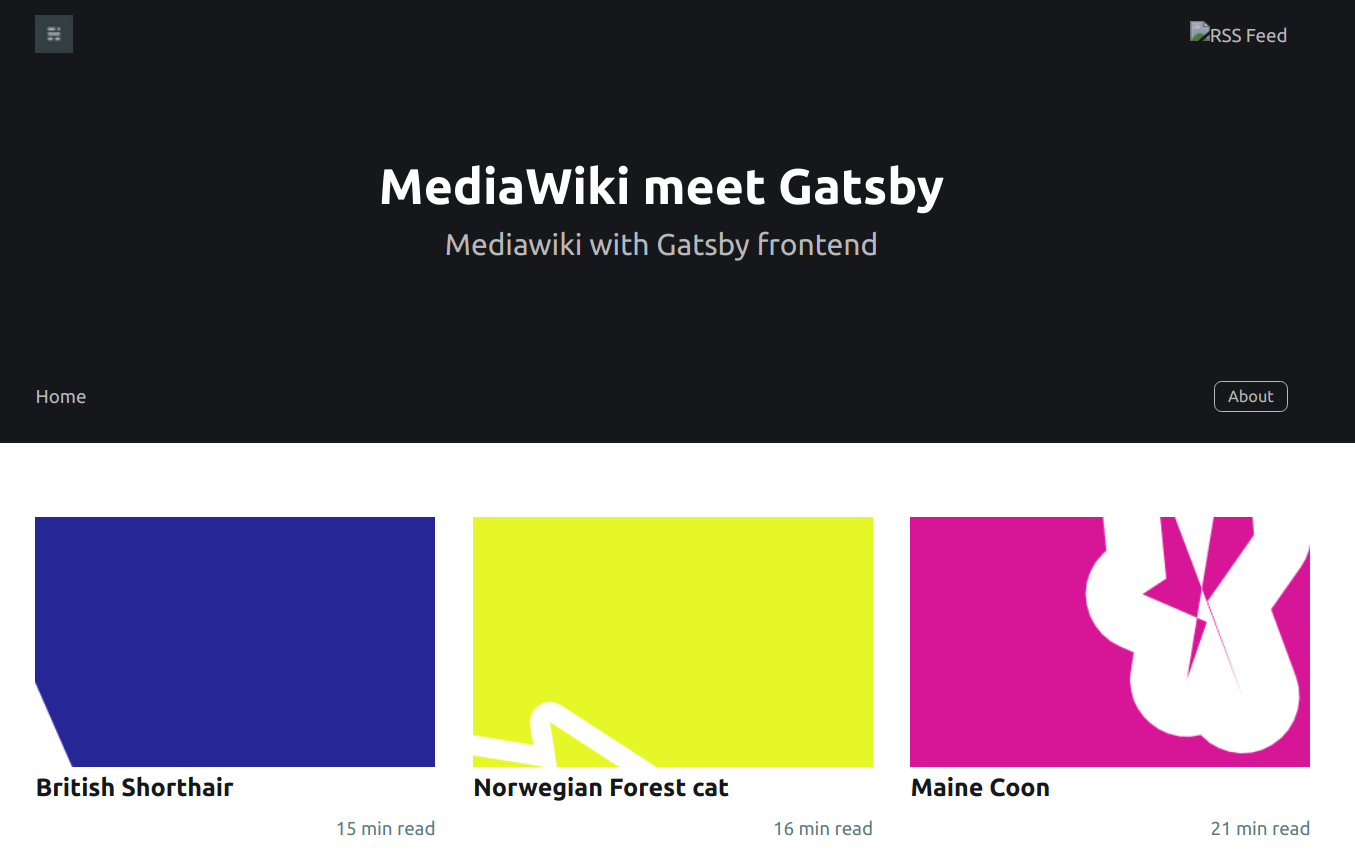 RSS Feed
MediaWiki meet Gatsby
Mediawiki with Gatsby frontend
Home
About
British Shorthair
15 min read
Norwegian Forest cat
16 min read
Maine Coon
21 min read